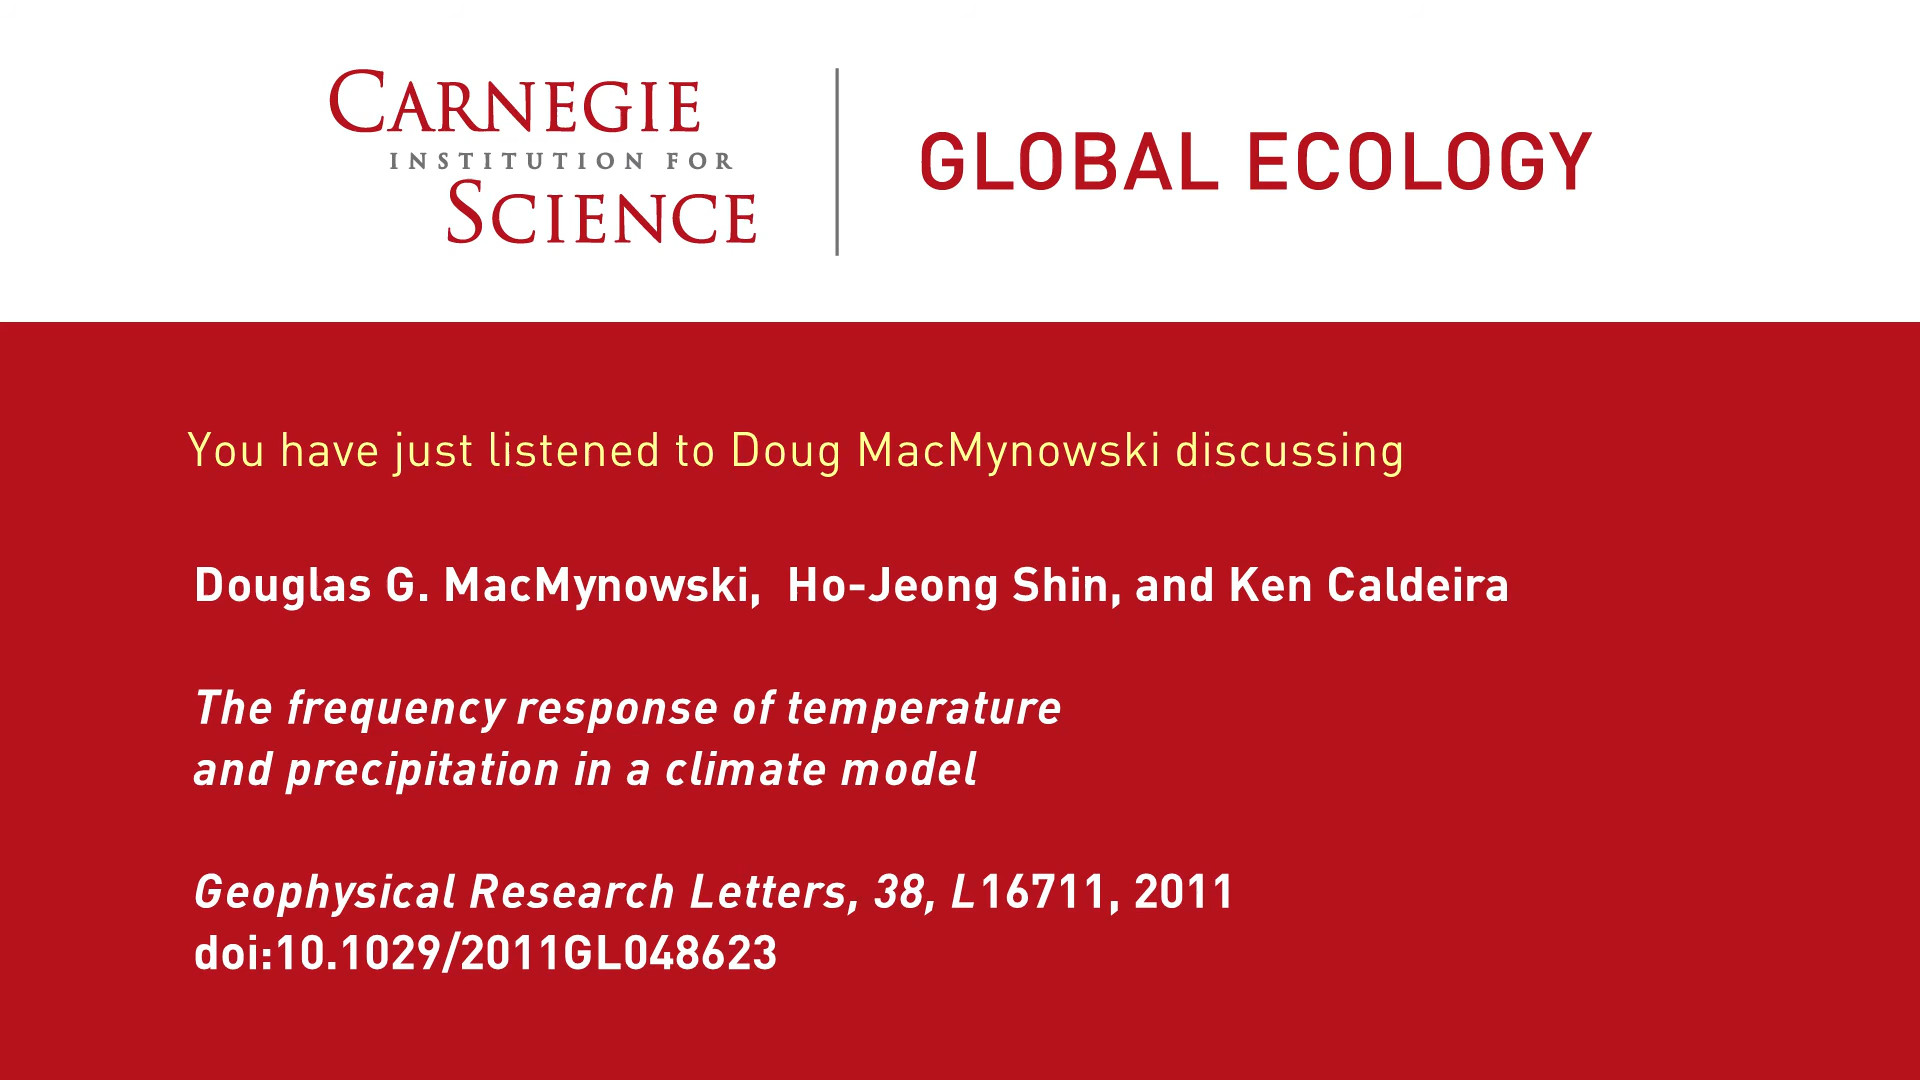 CARNEGIE
INSTITUTION FOR
SCIENCE
GLOBAL ECOLOGY
You have just listened to Doug MacMynowski discussing
Douglas G. MacMynowski,  Ho-Jeong Shin, and Ken Caldeira
The frequency response of temperature
and precipitation in a climate model
Geophysical Research Letters, 38, L16711, 2011
doi:10.1029/2011GL048623